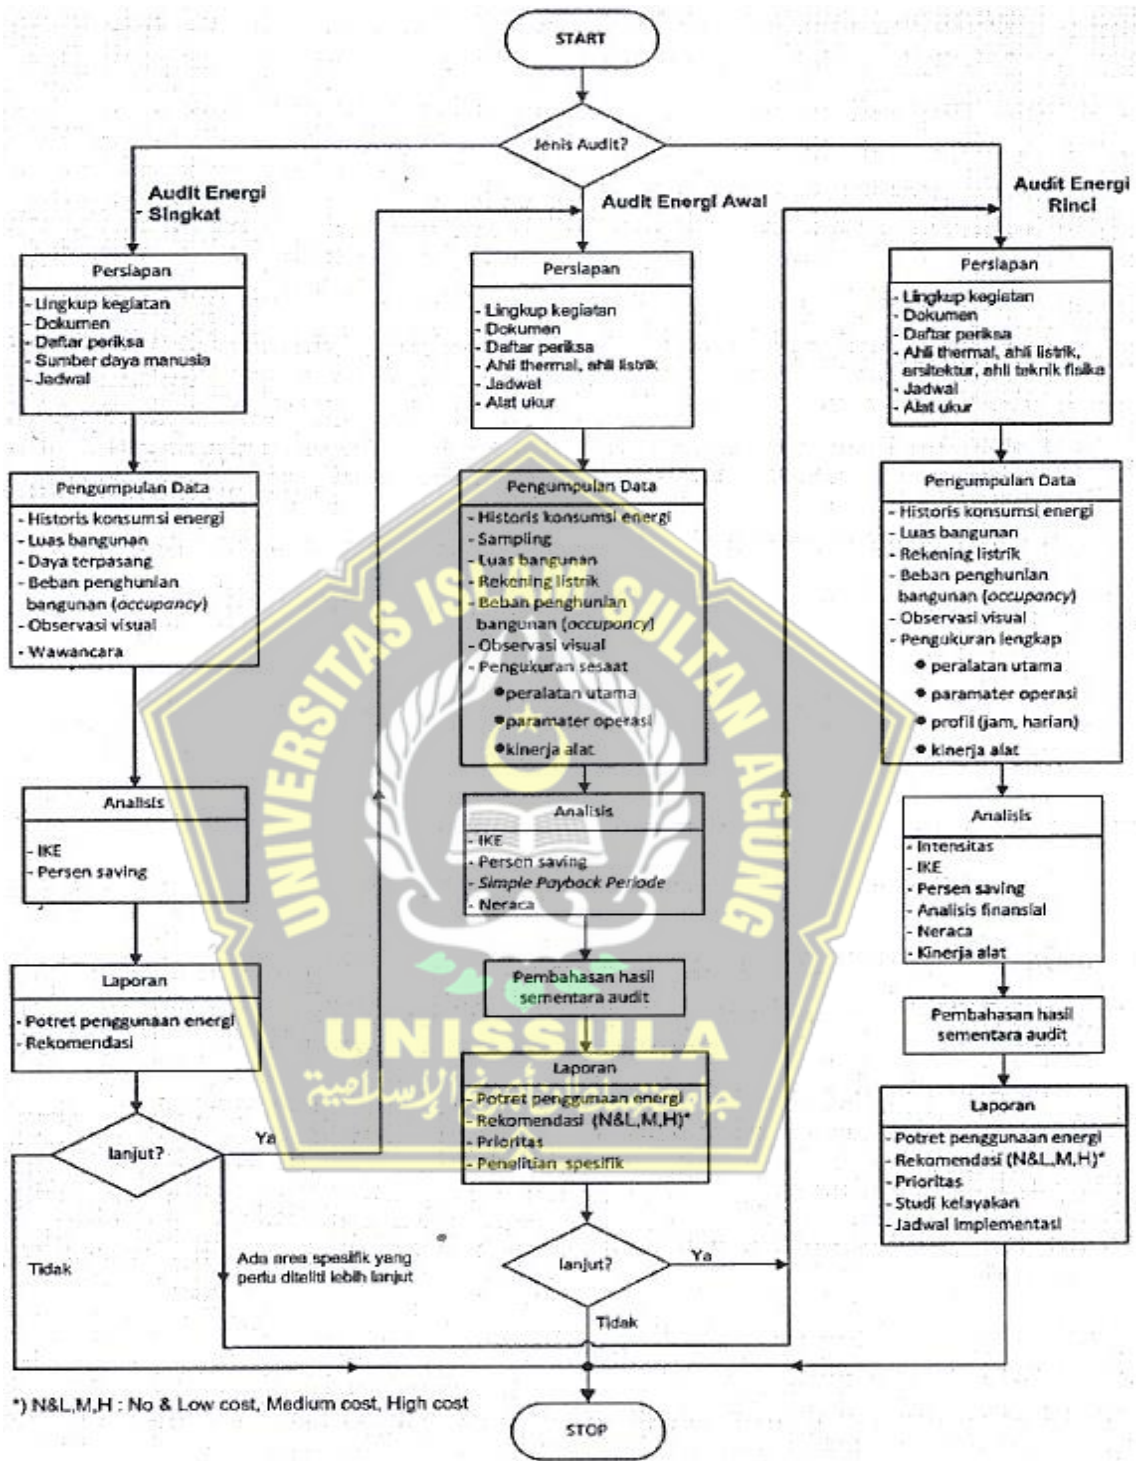 START
Jenis Audit?
Audit Energi
Singkat
Audit Energi Awal
Audit Energi
Rinci
Persiapan
- Lingkup kegiatan
- Dokumen
- Daftar periksa
- Sumber daya manusia
- Jadwal
Pengumpulan Data
- Historis konsumsi energi
- Luas bangunan
- Daya terpasang
- Beban penghunian
bangunan (occupancy)
- Observasi visual
- Wawancara
Analisis
- IKE
- Persen saving
Laporan
- Potret penggunaan energi
- Rekomendasi
lanjut?
Ya
Tidak
Ada area spesifik yang
perlu diteliti lebih lanjut
Persiapan
- Lingkup kegiatan
- Dokumen
- Daftar periksa
- Ahli thermal, ahli listrik
- Jadwal
- Alat ukur
Pengumpulan Data
- Historis konsumsi energi
- Sampling
- Luas bangunan
- Rekening listrik
- Beban penghunian
bangunan (occupancy)
- Observasi visual
- Pengukuran sesaat
● peralatan utama
● paramater operasi
● kinerja alat
Analisis
- IKE
- Persen saving
- Simple Payback Periode
- Neraca
Pembahasan hasil
sementara audit
Laporan
- Potret penggunaan energi
- Rekomendasi (N&L,M,H)*
- Prioritas
- Penelitian spesifik
lanjut?
Ya
Tidak
Persiapan
- Lingkup kegiatan
- Dokumen
- Daftar periksa
- Ahli thermal, ahli listrik,
arsitektur, ahli teknik fisika
- Jadwal
- Alat ukur
Pengumpulan Data
- Historis konsumsi energi
- Luas bangunan
- Rekening listrik
- Beban penghunian
bangunan (occupancy)
- Observasi visual
- Pengukuran lengkap
● peralatan utama
● paramater operasi
● profil (jam, harian)
● kinerja alat
Analisis
- Intensitas
- IKE
- Persen saving
- Analisis finansial
- Neraca
- Kinerja alat
Pembahasan hasil
sementara audit
Laporan
- Potret penggunaan energi
- Rekomendasi (N&L,M,H)*
- Prioritas
- Studi kelayakan
- Jadwal implementasi
STOP
*) N&L,M,H : No & Low cost, Medium cost, High cost
UNIVERSITAS ISLAM SULTAN AGUNG
UNISSULA
جامعة سلطان أجونج الإسلامية